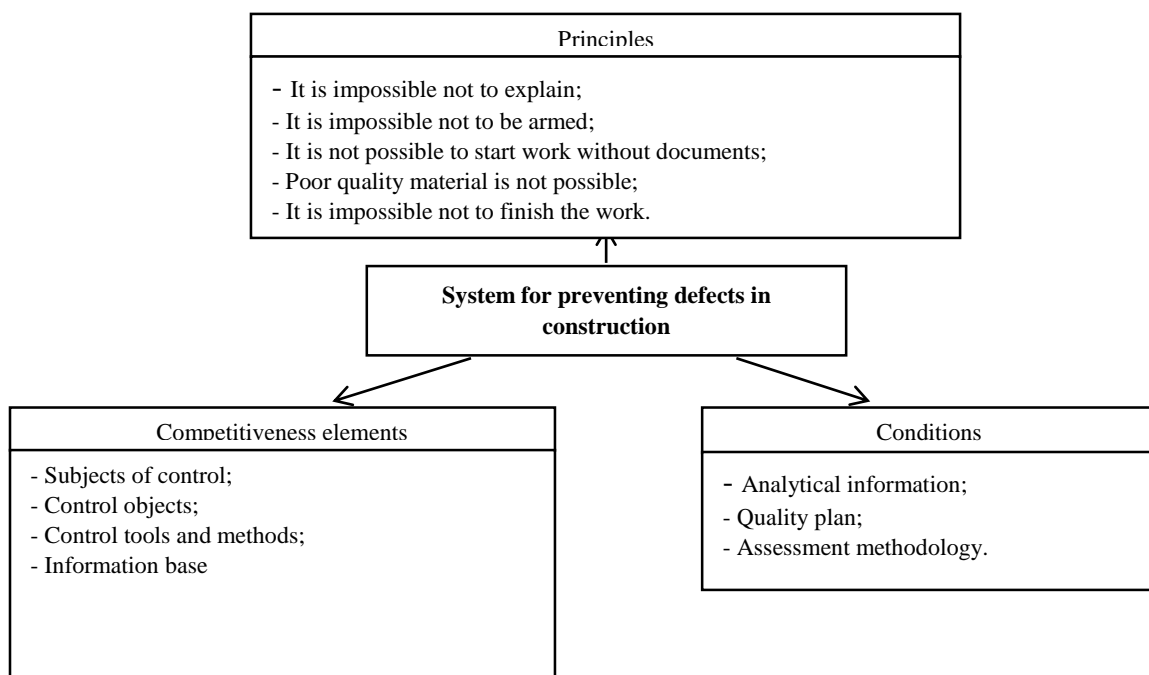 Principles
- It is impossible not to explain;
- It is impossible not to be armed;
- It is not possible to start work without documents;
- Poor quality material is not possible;
- It is impossible not to finish the work.
System for preventing defects in
construction
Competitiveness elements
- Subjects of control;
- Control objects;
- Control tools and methods;
- Information base
Conditions
- Analytical information;
- Quality plan;
- Assessment methodology.